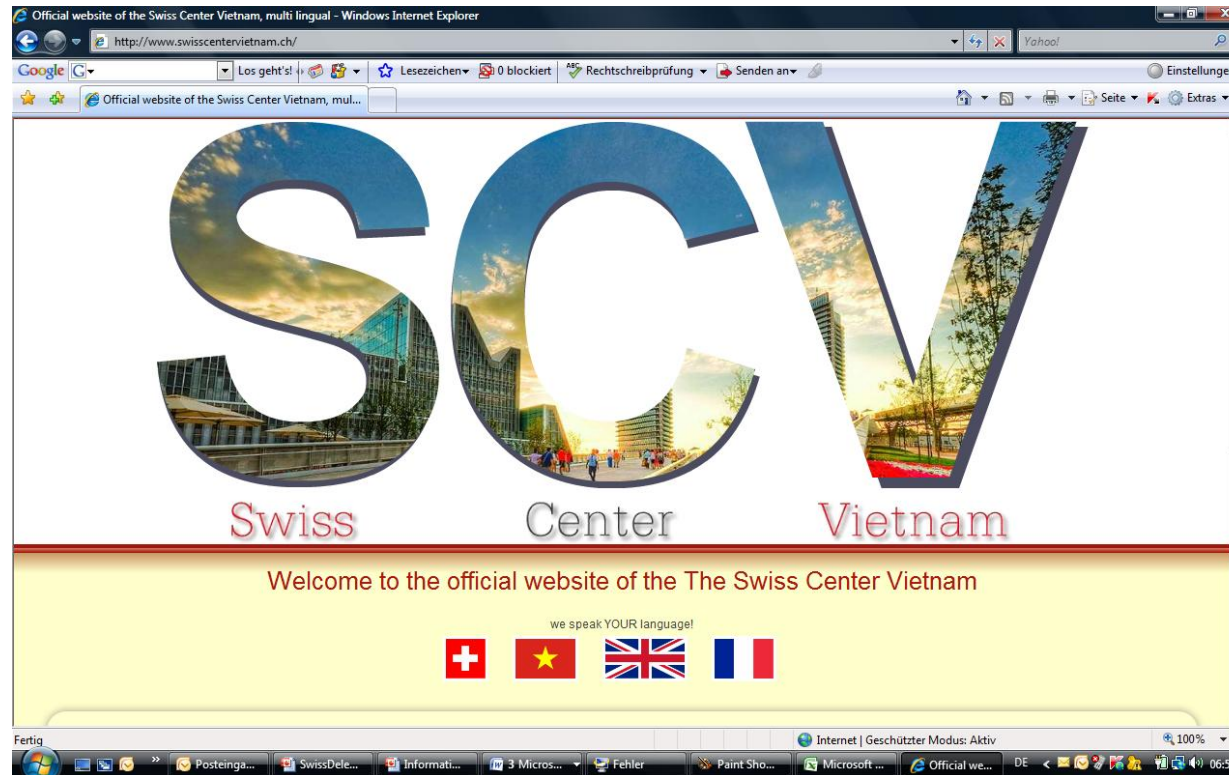 Official website of the Swiss Center Vietnam, multi lingual - Windows Internet Explorer
http://www.swisscentervietnam.ch/
Yahoo!
Google G Los geht's! Lesezeichen 0 blockiert ABC Rechtschreibprüfung Senden an Einstellunge
Official website of the Swiss Center Vietnam, mul... Seite Extras
SCV
Swiss Center Vietnam
Welcome to the official website of the The Swiss Center Vietnam
we speak YOUR language!
Fertig Internet | Geschützter Modus: Aktiv 100%
Posteinga... SwissDele... Informati... 3 Micros... Fehler Paint Sho... Microsoft ... Official we... DE